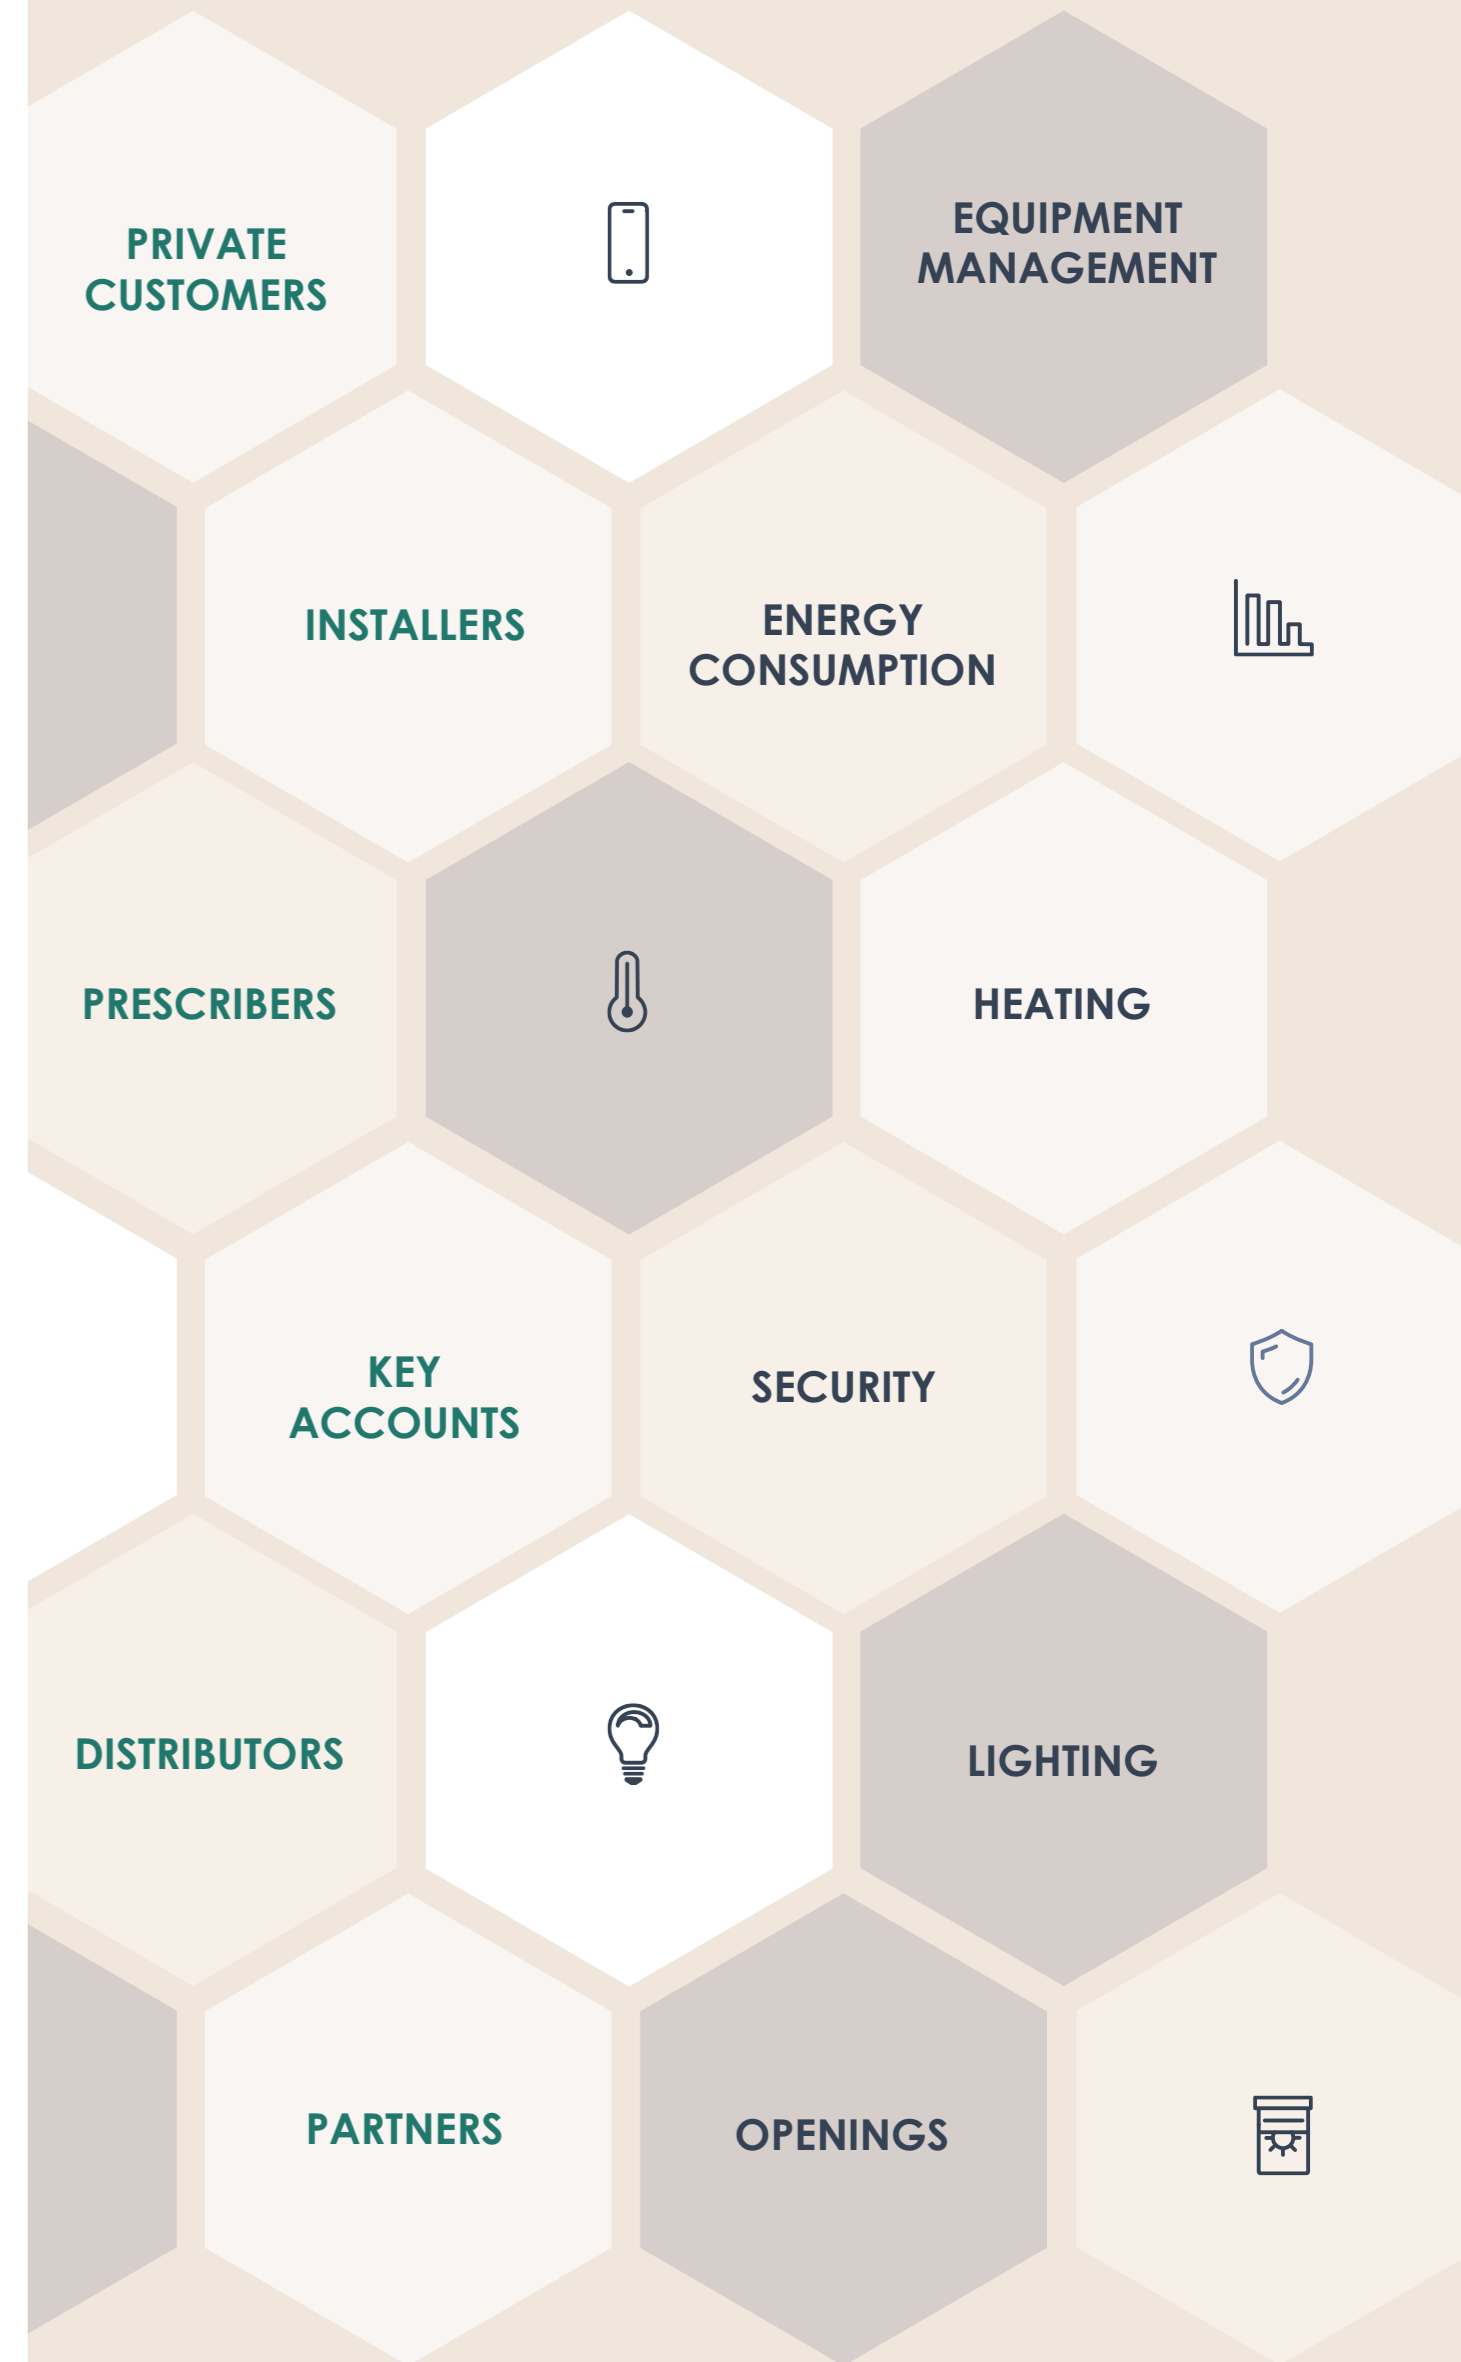 PRIVATE
CUSTOMERS
EQUIPMENT
MANAGEMENT
INSTALLERS
ENERGY
CONSUMPTION
PRESCRIBERS
HEATING
KEY
ACCOUNTS
SECURITY
DISTRIBUTORS
LIGHTING
PARTNERS
OPENINGS